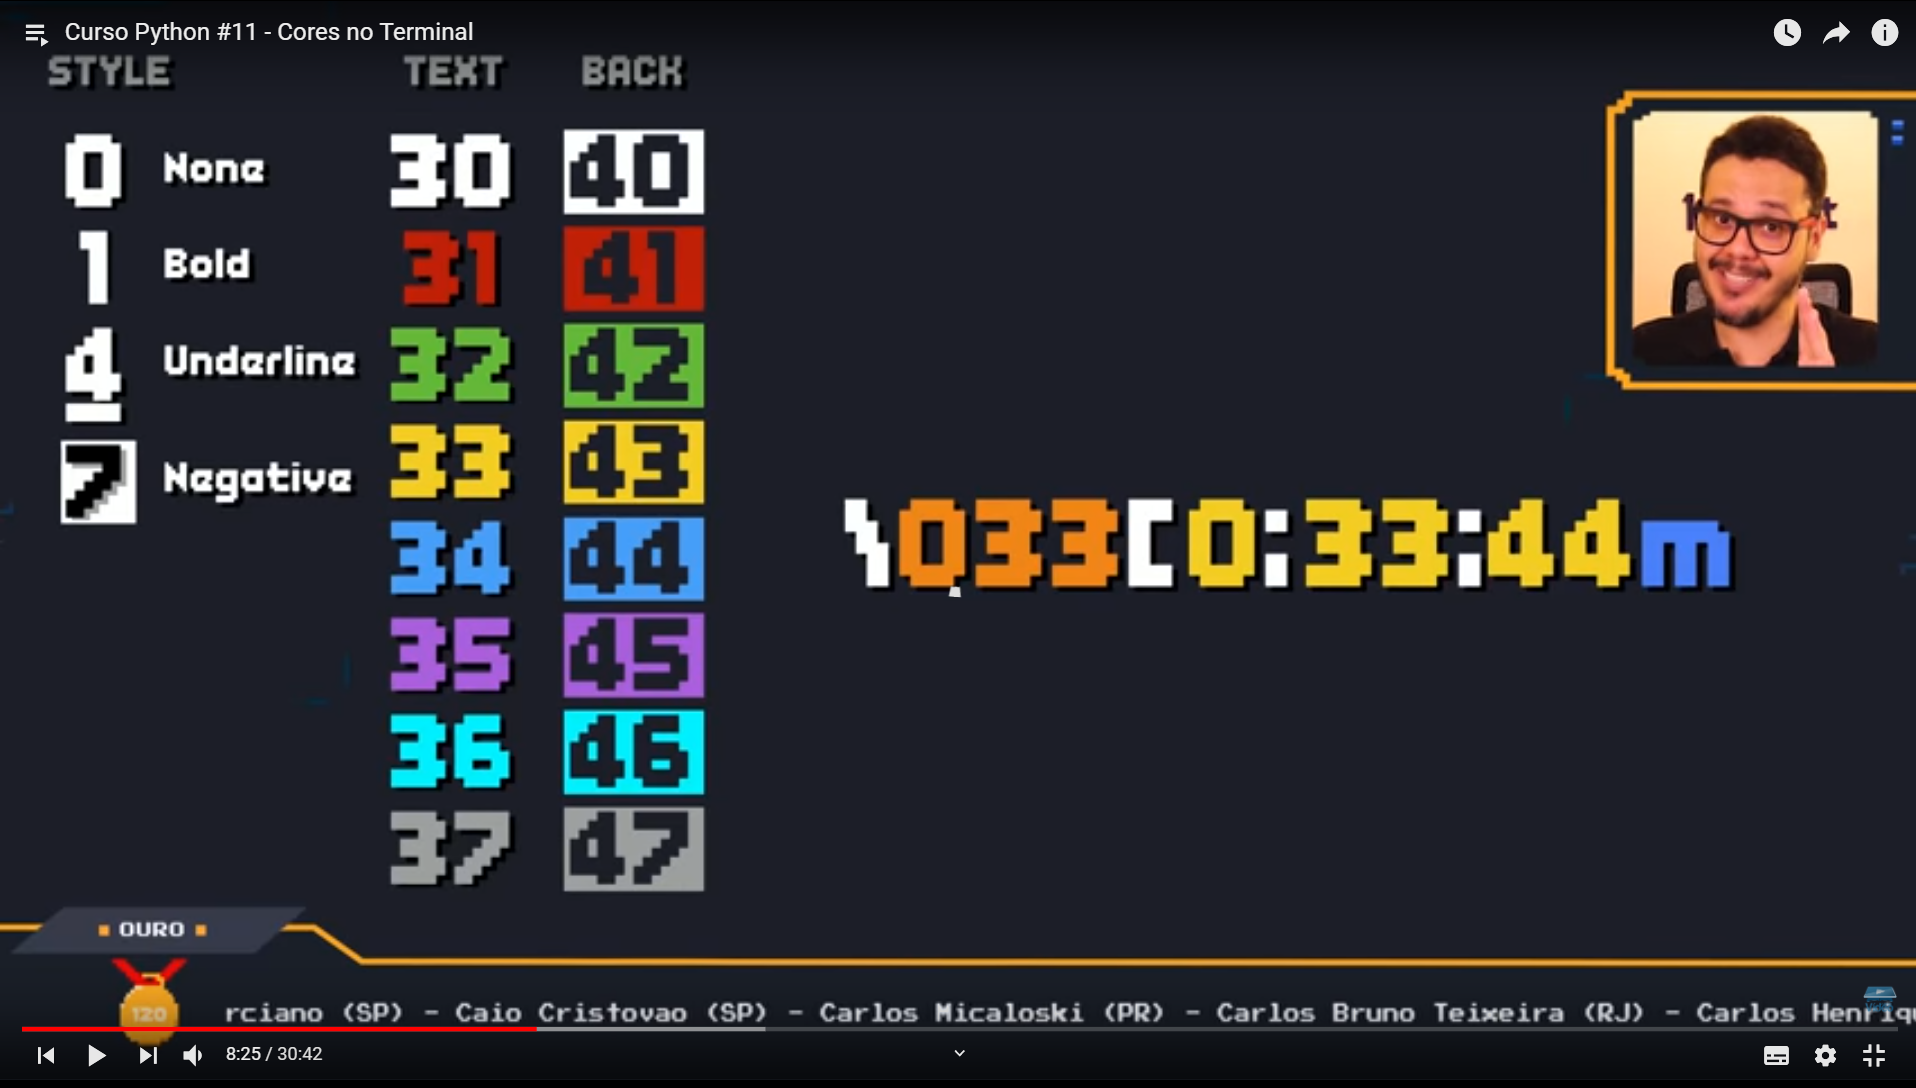 Curso Python #11 - Cores no Terminal
STYLE TEXT BACK
0 None 30 40
1 Bold 31 41
4 Underline 32 42
7 Negative 33 43
34 44
\033[0;33;44m
35 45
36 46
37 47
OURO
120
rciano (SP) - Caio Cristovao (SP) - Carlos Micaloski (PR) - Carlos Bruno Teixeira (RJ) - Carlos Henriqu
8:25 / 30:42